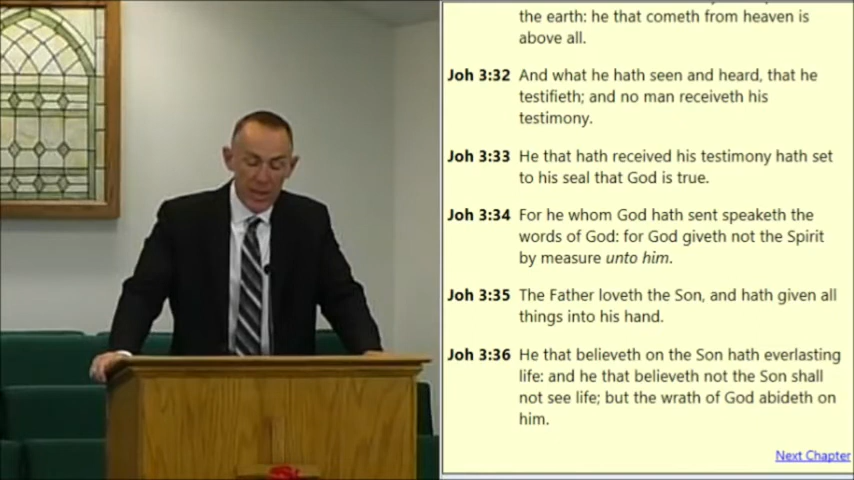 the earth: he that cometh from heaven is
above all.
Joh 3:32 And what he hath seen and heard, that he
testifieth; and no man receiveth his
testimony.
Joh 3:33 He that hath received his testimony hath set
to his seal that God is true.
Joh 3:34 For he whom God hath sent speaketh the
words of God: for God giveth not the Spirit
by measure unto him.
Joh 3:35 The Father loveth the Son, and hath given all
things into his hand.
Joh 3:36 He that believeth on the Son hath everlasting
life: and he that believeth not the Son shall
not see life; but the wrath of God abideth on
him.
Next Chapter